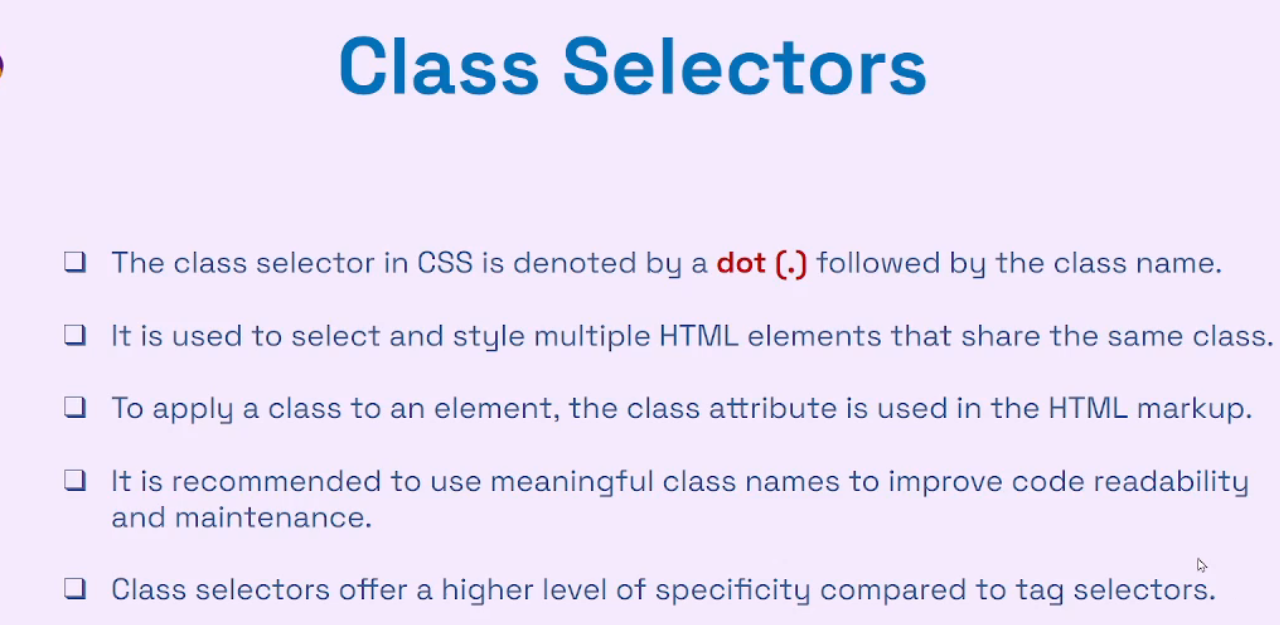 Class Selectors
❑ The class selector in CSS is denoted by a dot (.) followed by the class name.
❑ It is used to select and style multiple HTML elements that share the same class.
❑ To apply a class to an element, the class attribute is used in the HTML markup.
❑ It is recommended to use meaningful class names to improve code readability
and maintenance.
❑ Class selectors offer a higher level of specificity compared to tag selectors.